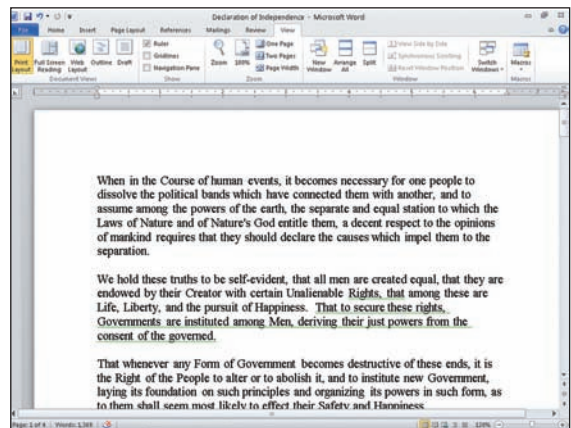 Declaration of Independence - Microsoft Word
File Home Insert Page Layout References Mailings Review View
Print Layout
Full Screen Reading
Web Layout
Outline
Draft
Document Views
Ruler
Gridlines
Navigation Pane
Show
Zoom
100%
One Page
Two Pages
Page Width
Zoom
New Window
Arrange All
Split
View Side by Side
Synchronous Scrolling
Reset Window Position
Window
Switch Windows
Macros
Macros
When in the Course of human events, it becomes necessary for one people to
dissolve the political bands which have connected them with another, and to
assume among the powers of the earth, the separate and equal station to which the
Laws of Nature and of Nature's God entitle them, a decent respect to the opinions
of mankind requires that they should declare the causes which impel them to the
separation.
We hold these truths to be self-evident, that all men are created equal, that they are
endowed by their Creator with certain Unalienable Rights, that among these are
Life, Liberty, and the pursuit of Happiness. That to secure these rights,
Governments are instituted among Men, deriving their just powers from the
consent of the governed.
That whenever any Form of Government becomes destructive of these ends, it is
the Right of the People to alter or to abolish it, and to institute new Government,
laying its foundation on such principles and organizing its powers in such form, as
to them shall seem most likely to effect their Safety and Happiness.
Page: 1 of 4 Words: 1,389 120%